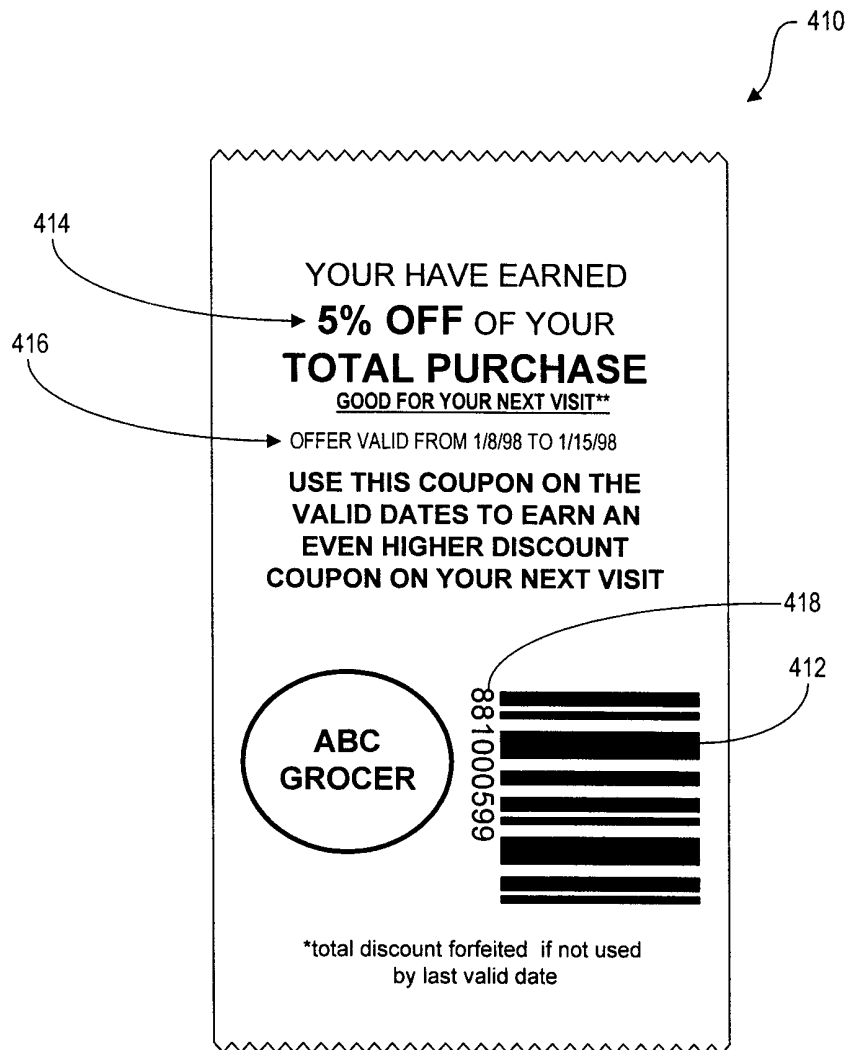 410
414
YOUR HAVE EARNED
5% OFF OF YOUR
416
TOTAL PURCHASE
GOOD FOR YOUR NEXT VISIT**
OFFER VALID FROM 1/8/98 TO 1/15/98
USE THIS COUPON ON THE
VALID DATES TO EARN AN
EVEN HIGHER DISCOUNT
COUPON ON YOUR NEXT VISIT
418
412
ABC
GROCER
881000599
*total discount forfeited if not used
by last valid date